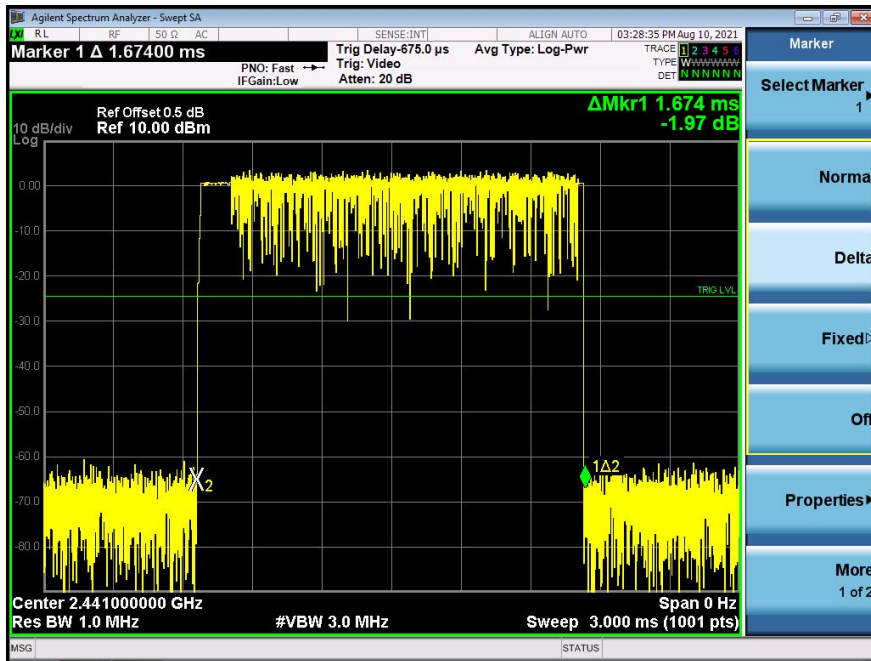 Agilent Spectrum Analyzer - Swept SA
LXI RL RF 50 Ω AC SENSE:INT ALIGN AUTO 03:28:35 PM Aug 10, 2021
Marker 1 Δ 1.67400 ms
PNO: Fast
IFGain:Low
Trig Delay-675.0 µs
Trig: Video
Atten: 20 dB
Avg Type: Log-Pwr
TRACE 1 2 3 4 5 6
TYPE WWWWWWW
DET N N N N N N
ΔMkr1 1.674 ms
-1.97 dB
Ref Offset 0.5 dB
10 dB/div Ref 10.00 dBm
Log
0.00
-10.0
-20.0
TRIG LVL
-30.0
-40.0
-50.0
-60.0
-70.0
-80.0
2
1Δ2
Center 2.441000000 GHz Span 0 Hz
Res BW 1.0 MHz #VBW 3.0 MHz Sweep 3.000 ms (1001 pts)
MSG STATUS
Marker
Select Marker
1
Norma
Delta
Fixed
Off
Properties
More
1 of 2